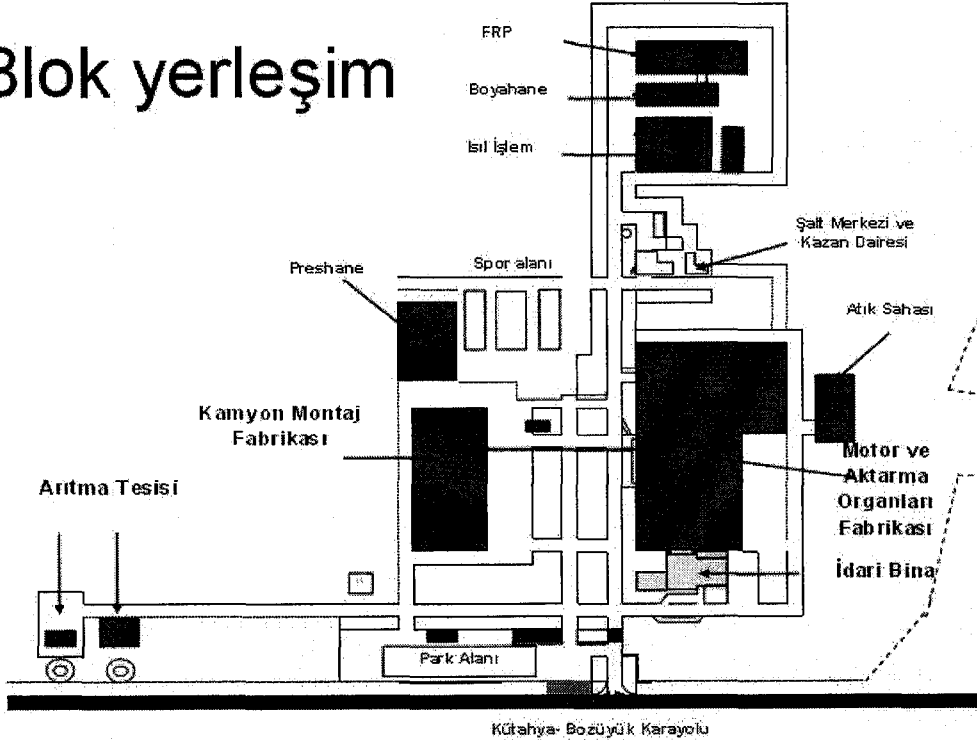 Blok yerleşim
FRP
Boyahane
Isıl İşlem
Şalt Merkezi ve
Kazan Dairesi
Preshane
Spor alanı
Atık Sahası
Kamyon Montaj
Fabrikası
Motor ve
Aktarma
Organları
Fabrikası
Arıtma Tesisi
İdari Bina
Park Alanı
Kütahya- Bozüyük Karayolu